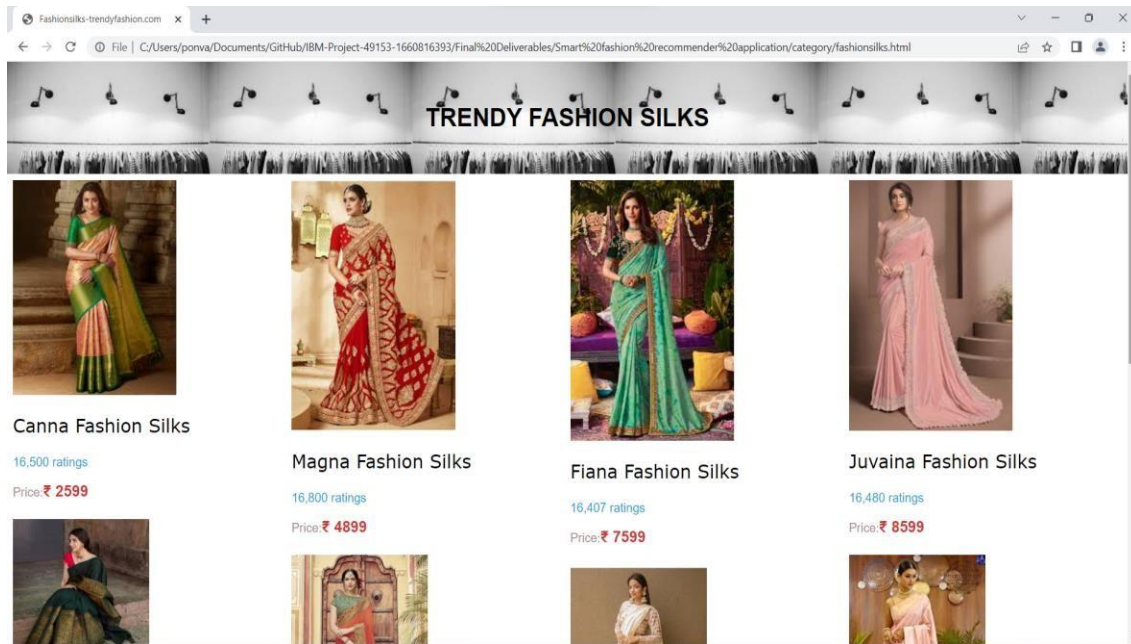 Fashionsilks-trendyfashion.com
File | C:/Users/ponva/Documents/GitHub/IBM-Project-49153-1660816393/Final%20Deliverables/Smart%20fashion%20recommender%20application/category/fashionsilks.html
TRENDY FASHION SILKS
Canna Fashion Silks
16,500 ratings
Price:₹ 2599
Magna Fashion Silks
16,800 ratings
Price:₹ 4899
Fiana Fashion Silks
16,407 ratings
Price:₹ 7599
Juvaina Fashion Silks
16,480 ratings
Price:₹ 8599